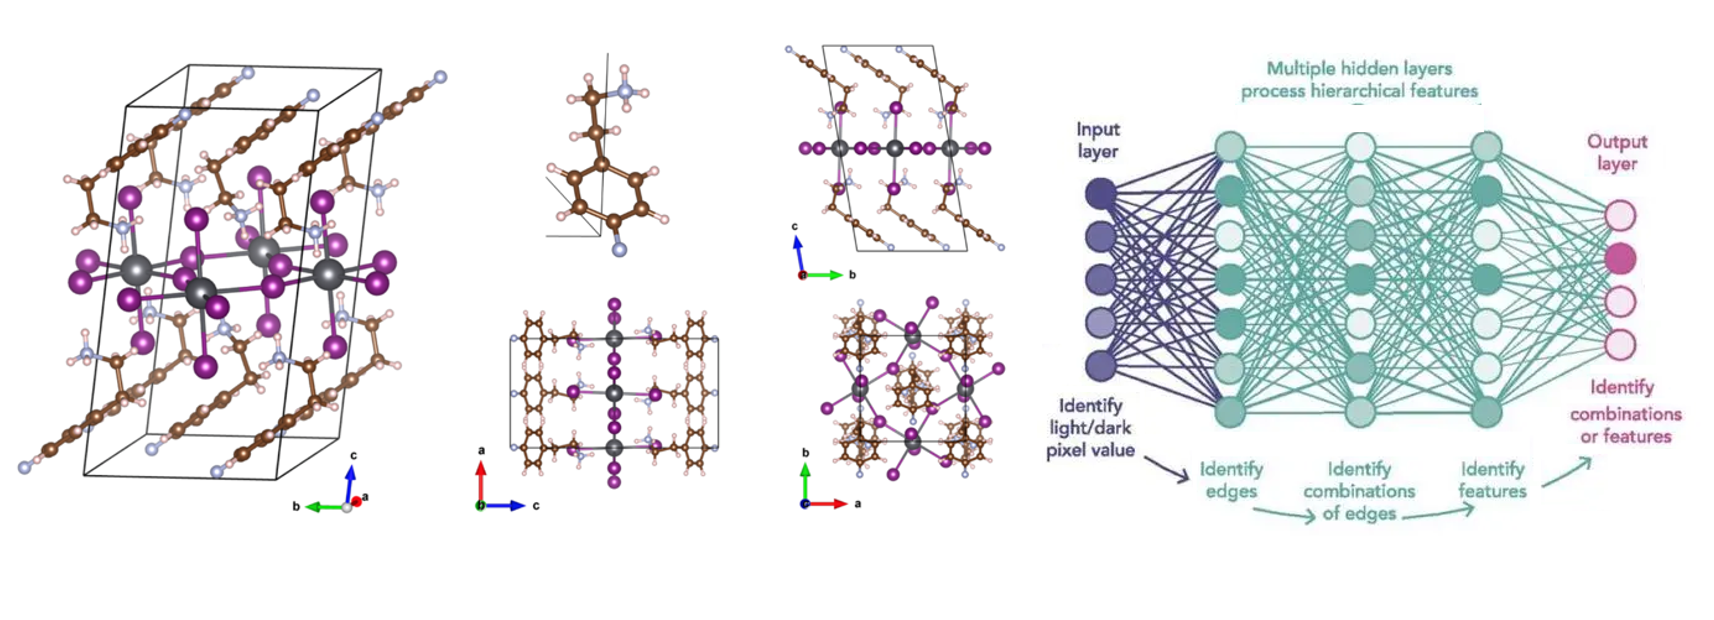 c
b
a
a
b
c
c
b
b
c
a
Multiple hidden layers
process hierarchical features
Input
layer
Output
layer
Identify
light/dark
pixel value
Identify
edges
Identify
combinations
of edges
Identify
features
Identify
combinations
or features